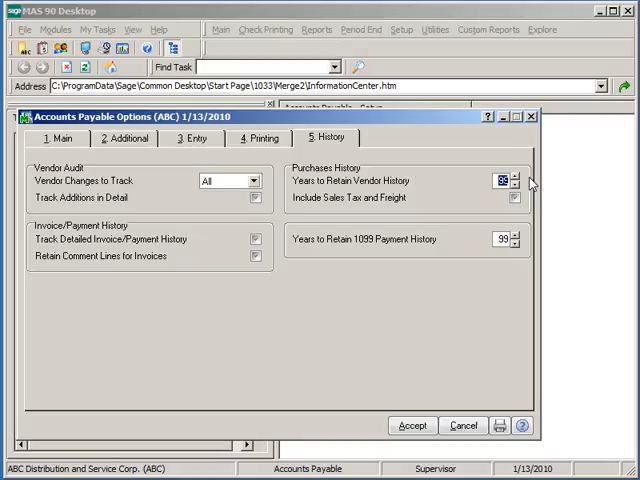 sage MAS 90 Desktop
File Modules My Tasks View Help Main Check Printing Reports Period End Setup Utilities Custom Reports Explore
ABC
Find Task
Address C:\ProgramData\Sage\Common Desktop\Start Page\1033\Merge2\InformationCenter.htm
Accounts Payable Options (ABC) 1/13/2010
1. Main 2. Additional 3. Entry 4. Printing 5. History
Vendor Audit
Vendor Changes to Track All
Track Additions in Detail
Invoice/Payment History
Track Detailed Invoice/Payment History
Retain Comment Lines for Invoices
Purchases History
Years to Retain Vendor History 99
Include Sales Tax and Freight
Years to Retain 1099 Payment History 99
Accept Cancel
ABC Distribution and Service Corp. (ABC) Accounts Payable Supervisor 1/13/2010